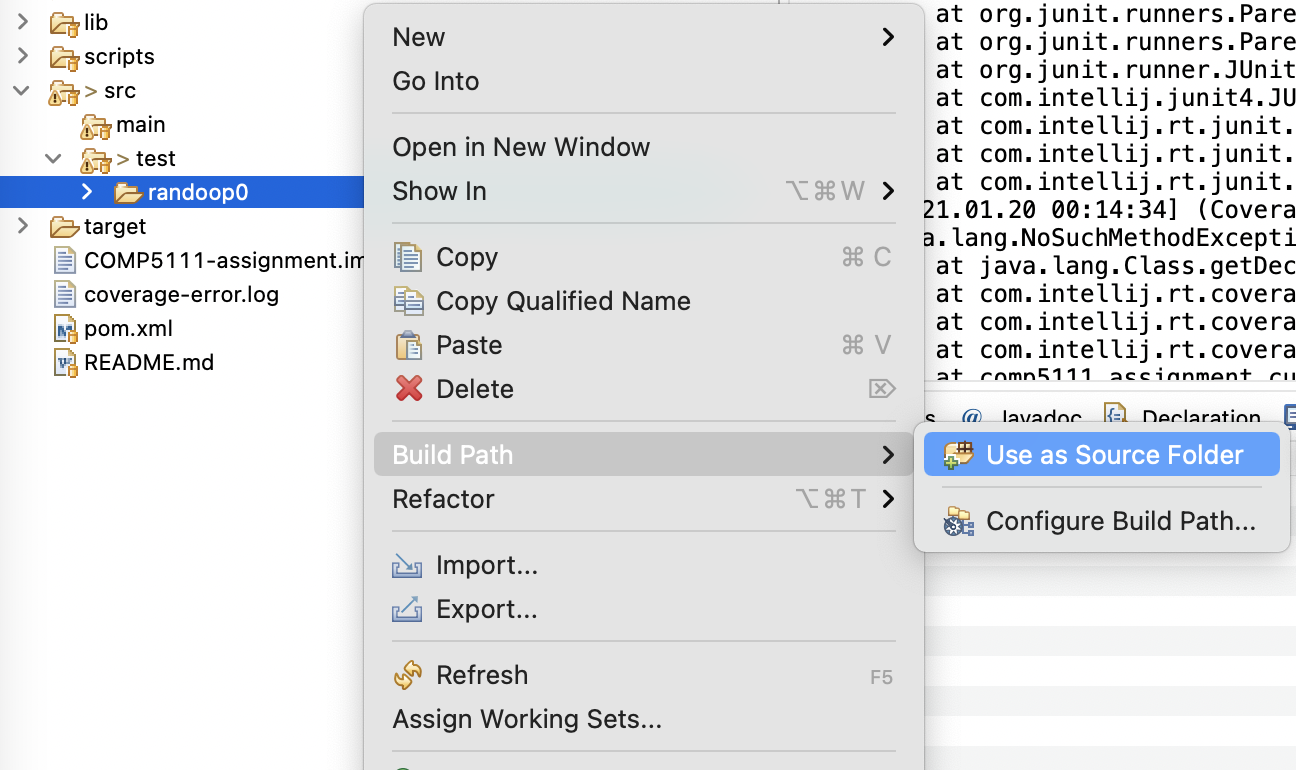 lib
scripts
> src
main
> test
randoop0
target
COMP5111-assignment.im
coverage-error.log
pom.xml
README.md
New
Go Into
Open in New Window
Show In ⌥⌘W
Copy ⌘ C
Copy Qualified Name
Paste ⌘ V
Delete ⌦
Build Path
Refactor ⌥⌘T
Import...
Export...
Refresh F5
Assign Working Sets...
Use as Source Folder
Configure Build Path...
at org.junit.runners.Pare
at org.junit.runners.Pare
at org.junit.runner.JUnit
at com.intellij.junit4.JU
at com.intellij.rt.junit.
at com.intellij.rt.junit.
at com.intellij.rt.junit.
21.01.20 00:14:34] (Covera
a.lang.NoSuchMethodExcepti
at java.lang.Class.getDec
at com.intellij.rt.covera
at com.intellij.rt.covera
at com.intellij.rt.covera
at comp5111.assignment.cu
s @ Javadoc Declaration